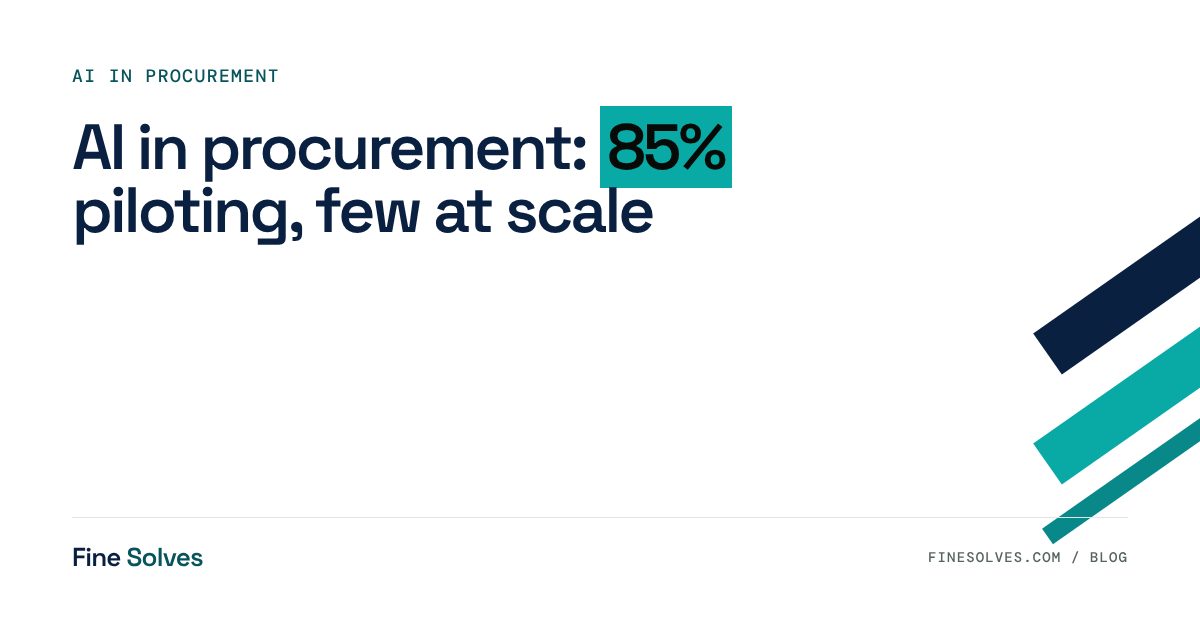 AI IN PROCUREMENT
AI in procurement: 85%
piloting, few at scale
Fine Solves
FINESOLVES.COM / BLOG